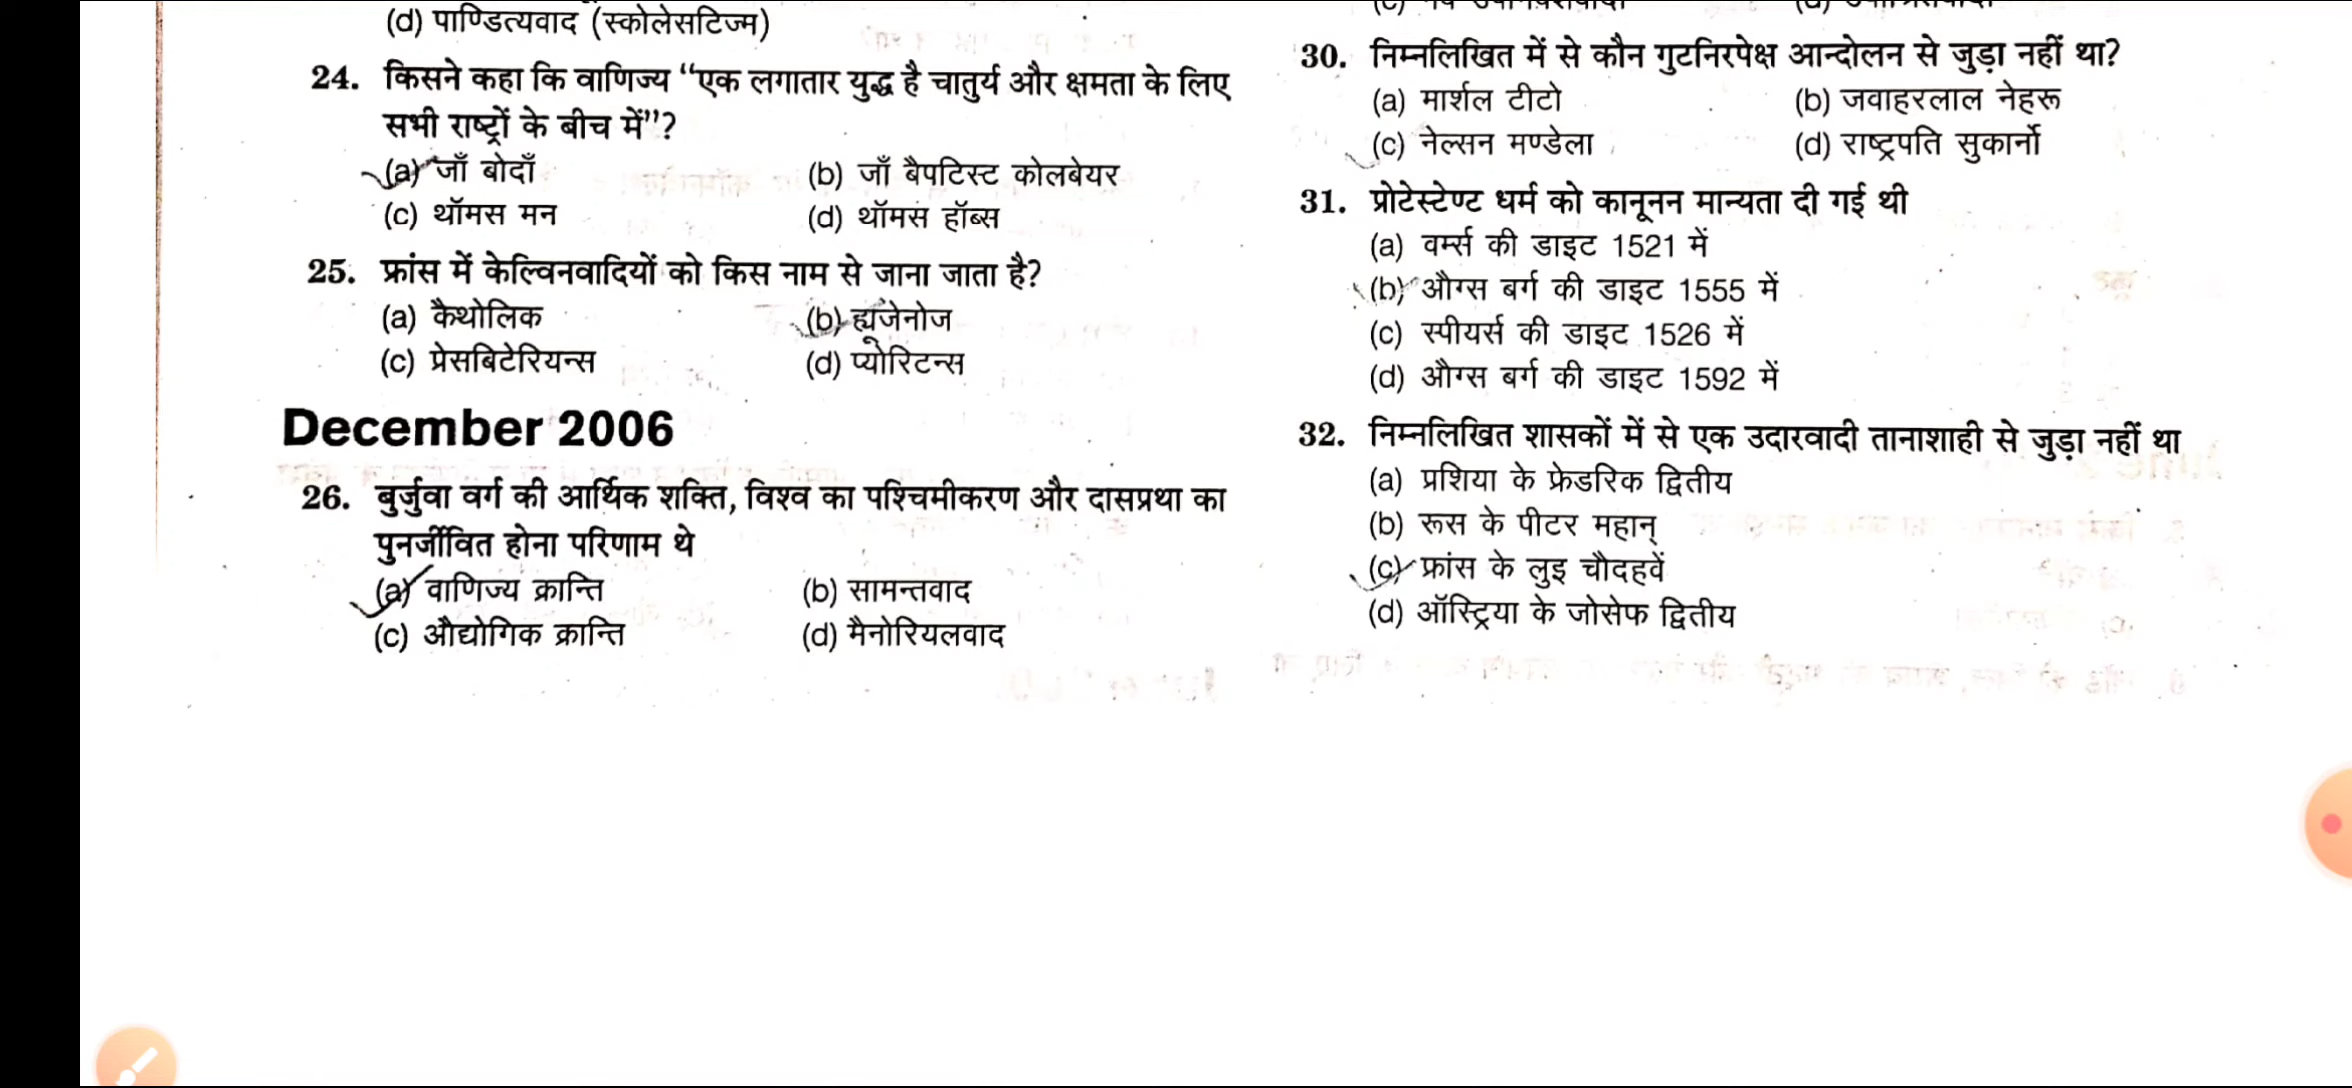 (d) पाण्डित्यवाद (स्कोलेसटिज्म)
24. किसने कहा कि वाणिज्य “एक लगातार युद्ध है चातुर्य और क्षमता के लिए
सभी राष्ट्रों के बीच में”?
(a) जाँ बोदाँ
(b) जाँ बैपटिस्ट कोलबेयर
(c) थॉमस मन
(d) थॉमस हॉब्स
25. फ्रांस में केल्विनवादियों को किस नाम से जाना जाता है?
(a) कैथोलिक
(b) ह्यूजेनोज
(c) प्रेसबिटेरियन्स
(d) प्योरिटन्स
December 2006
26. बुर्जुवा वर्ग की आर्थिक शक्ति, विश्व का पश्चिमीकरण और दासप्रथा का
पुनर्जीवित होना परिणाम थे
(a) वाणिज्य क्रान्ति
(b) सामन्तवाद
(c) औद्योगिक क्रान्ति
(d) मैनोरियलवाद
30. निम्नलिखित में से कौन गुटनिरपेक्ष आन्दोलन से जुड़ा नहीं था?
(a) मार्शल टीटो
(b) जवाहरलाल नेहरू
(c) नेल्सन मण्डेला
(d) राष्ट्रपति सुकार्नो
31. प्रोटेस्टेण्ट धर्म को कानूनन मान्यता दी गई थी
(a) वर्म्स की डाइट 1521 में
(b) औग्स बर्ग की डाइट 1555 में
(c) स्पीयर्स की डाइट 1526 में
(d) औग्स बर्ग की डाइट 1592 में
32. निम्नलिखित शासकों में से एक उदारवादी तानाशाही से जुड़ा नहीं था
(a) प्रशिया के फ्रेडरिक द्वितीय
(b) रूस के पीटर महान्
(c) फ्रांस के लुइ चौदहवें
(d) ऑस्ट्रिया के जोसेफ द्वितीय